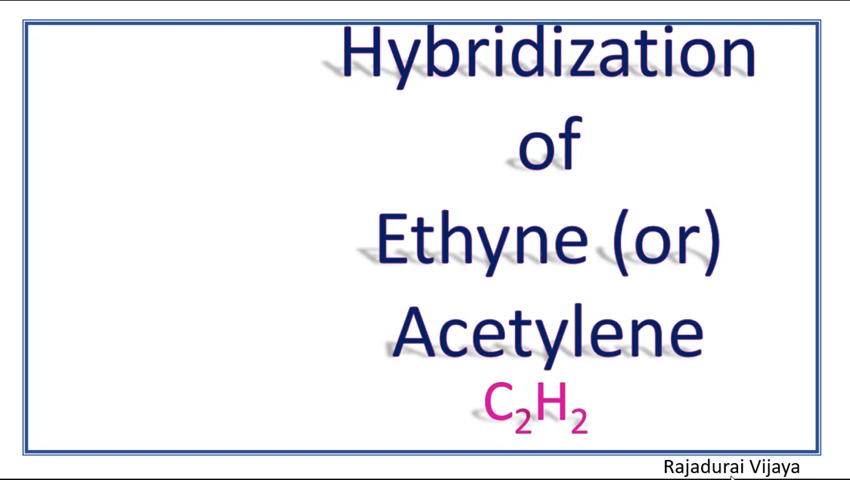 Hybridization
of
Ethyne (or)
Acetylene
C₂H₂
Rajadurai Vijaya